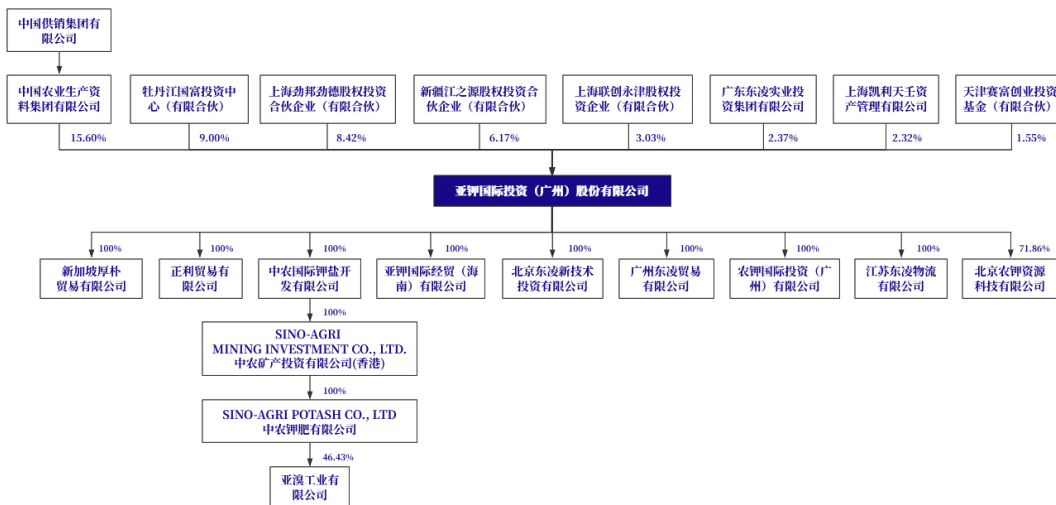 中国供销集团有
限公司
中国农业生产资
料集团有限公司
牡丹江国富投资中
心（有限合伙）
上海劲邦劲德股权投资
合伙企业（有限合伙）
新疆江之源股权投资合
伙企业（有限合伙）
上海联创永津股权投
资企业（有限合伙）
广东东凌实业投
资集团有限公司
上海凯利天壬资
产管理有限公司
天津赛富创业投资
基金（有限合伙）
15.60%
9.00%
8.42%
6.17%
3.03%
2.37%
2.32%
1.55%
亚钾国际投资（广州）股份有限公司
100%
100%
100%
100%
100%
100%
100%
100%
71.86%
新加坡厚朴
贸易有限公司
正利贸易有
限公司
中农国际钾盐开
发有限公司
亚钾国际经贸（海
南）有限公司
北京东凌新技术
投资有限公司
广州东凌贸易
有限公司
农钾国际投资（广
州）有限公司
江苏东凌物流
有限公司
北京农钾资源
科技有限公司
100%
SINO-AGRI
MINING INVESTMENT CO., LTD.
中农矿产投资有限公司(香港)
100%
SINO-AGRI POTASH CO., LTD
中农钾肥有限公司
46.43%
亚溴工业有
限公司